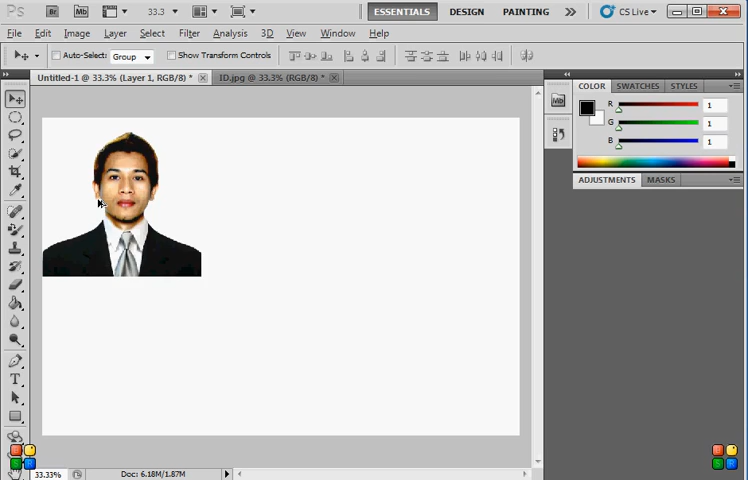 Ps Br Mb 33.3 ESSENTIALS DESIGN PAINTING CS Live
File Edit Image Layer Select Filter Analysis 3D View Window Help
Auto-Select: Group Show Transform Controls
Untitled-1 @ 33.3% (Layer 1, RGB/8) * ID.jpg @ 33.3% (RGB/8) *
COLOR SWATCHES STYLES
Mb
R 1
G 1
B 1
ADJUSTMENTS MASKS
T
33.33% Doc: 6.18M/1.87M